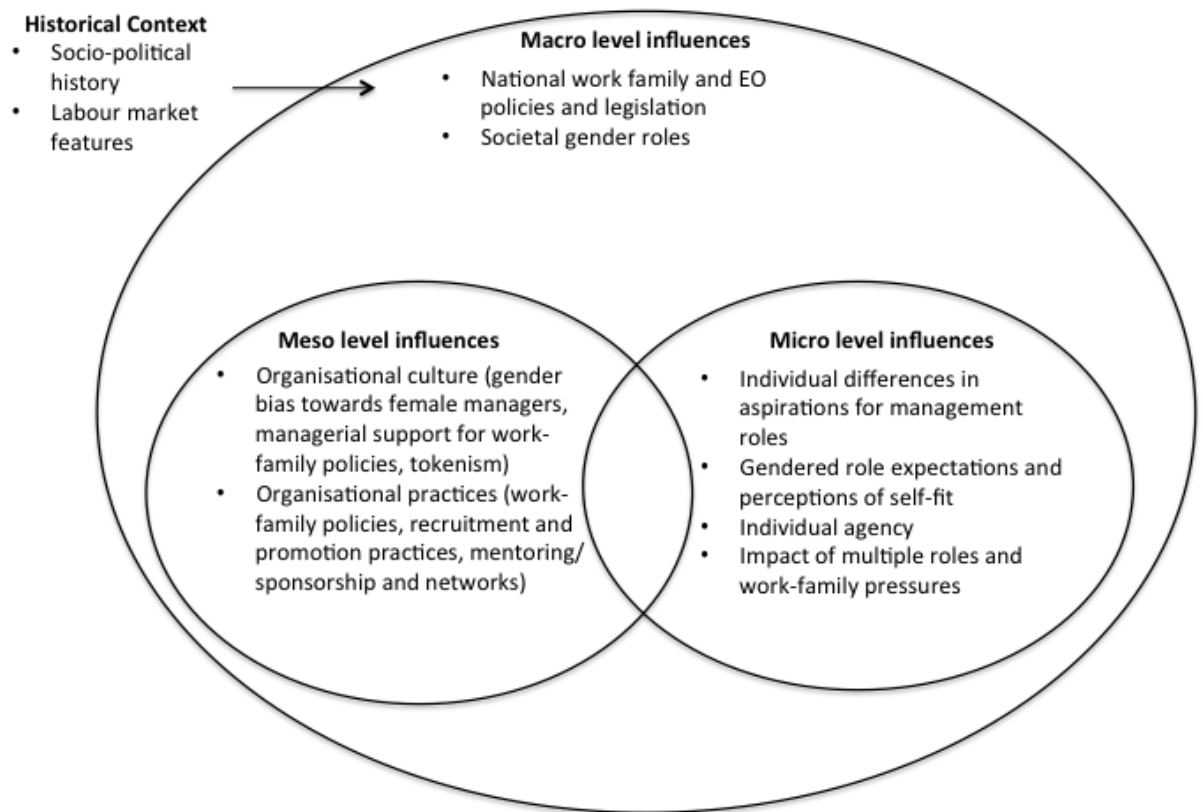 Historical Context
• Socio-political
history
• Labour market
features
Macro level influences
• National work family and EO
policies and legislation
• Societal gender roles
Meso level influences
• Organisational culture (gender
bias towards female managers,
managerial support for work-
family policies, tokenism)
• Organisational practices (work-
family policies, recruitment and
promotion practices, mentoring/
sponsorship and networks)
Micro level influences
• Individual differences in
aspirations for management
roles
• Gendered role expectations and
perceptions of self-fit
• Individual agency
• Impact of multiple roles and
work-family pressures